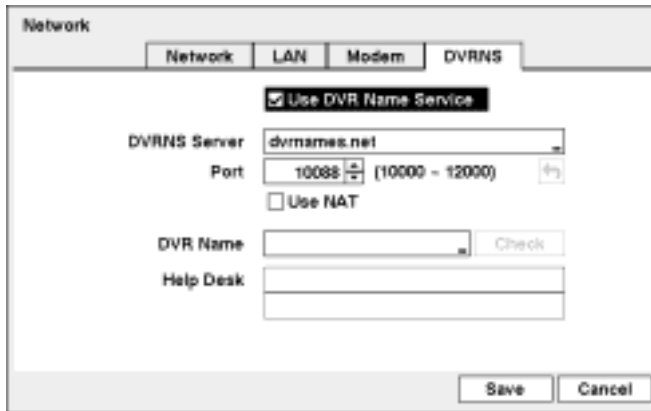 Network
Network LAN Modem DVRNS
Use DVR Name Service
DVRNS Server dvrnames.net
Port 10088 (10000 - 12000)
Use NAT
DVR Name Check
Help Desk
Save Cancel